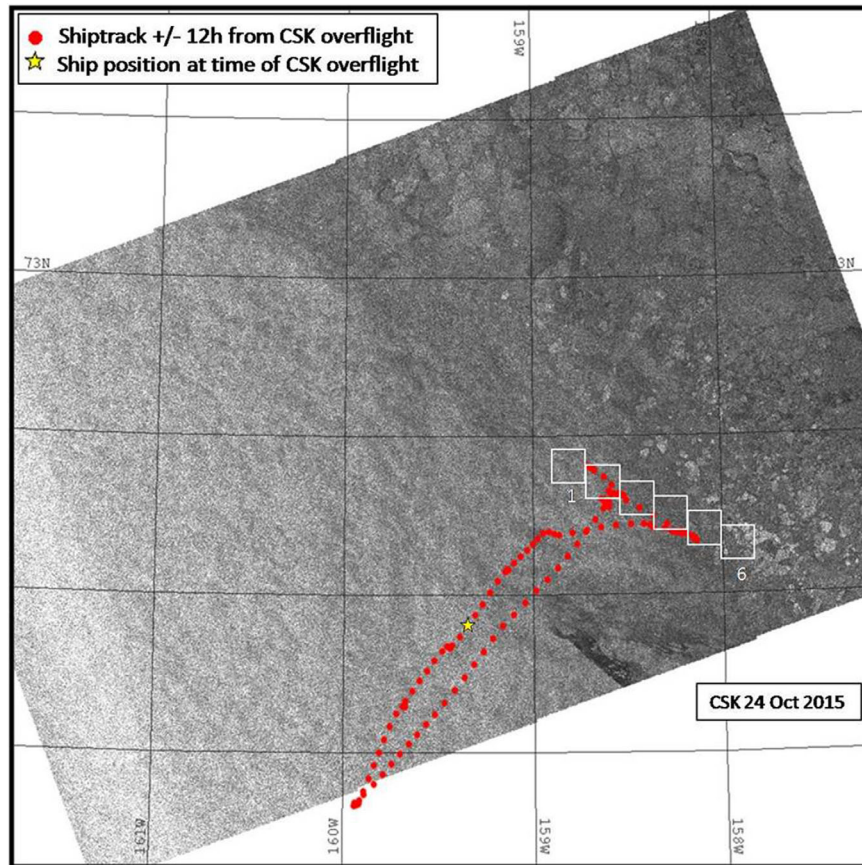 Shiptrack +/- 12h from CSK overflight
Ship position at time of CSK overflight
159W
73N
73N
1
6
CSK 24 Oct 2015
161W
160W
159W
158W